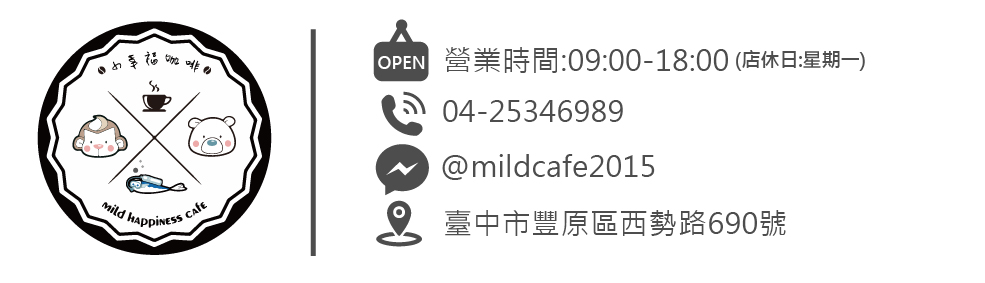 小幸福咖啡
mild HAPPINESS CAFE
OPEN 營業時間:09:00-18:00 (店休日:星期一)
04-25346989
@mildcafe2015
臺中市豐原區西勢路690號